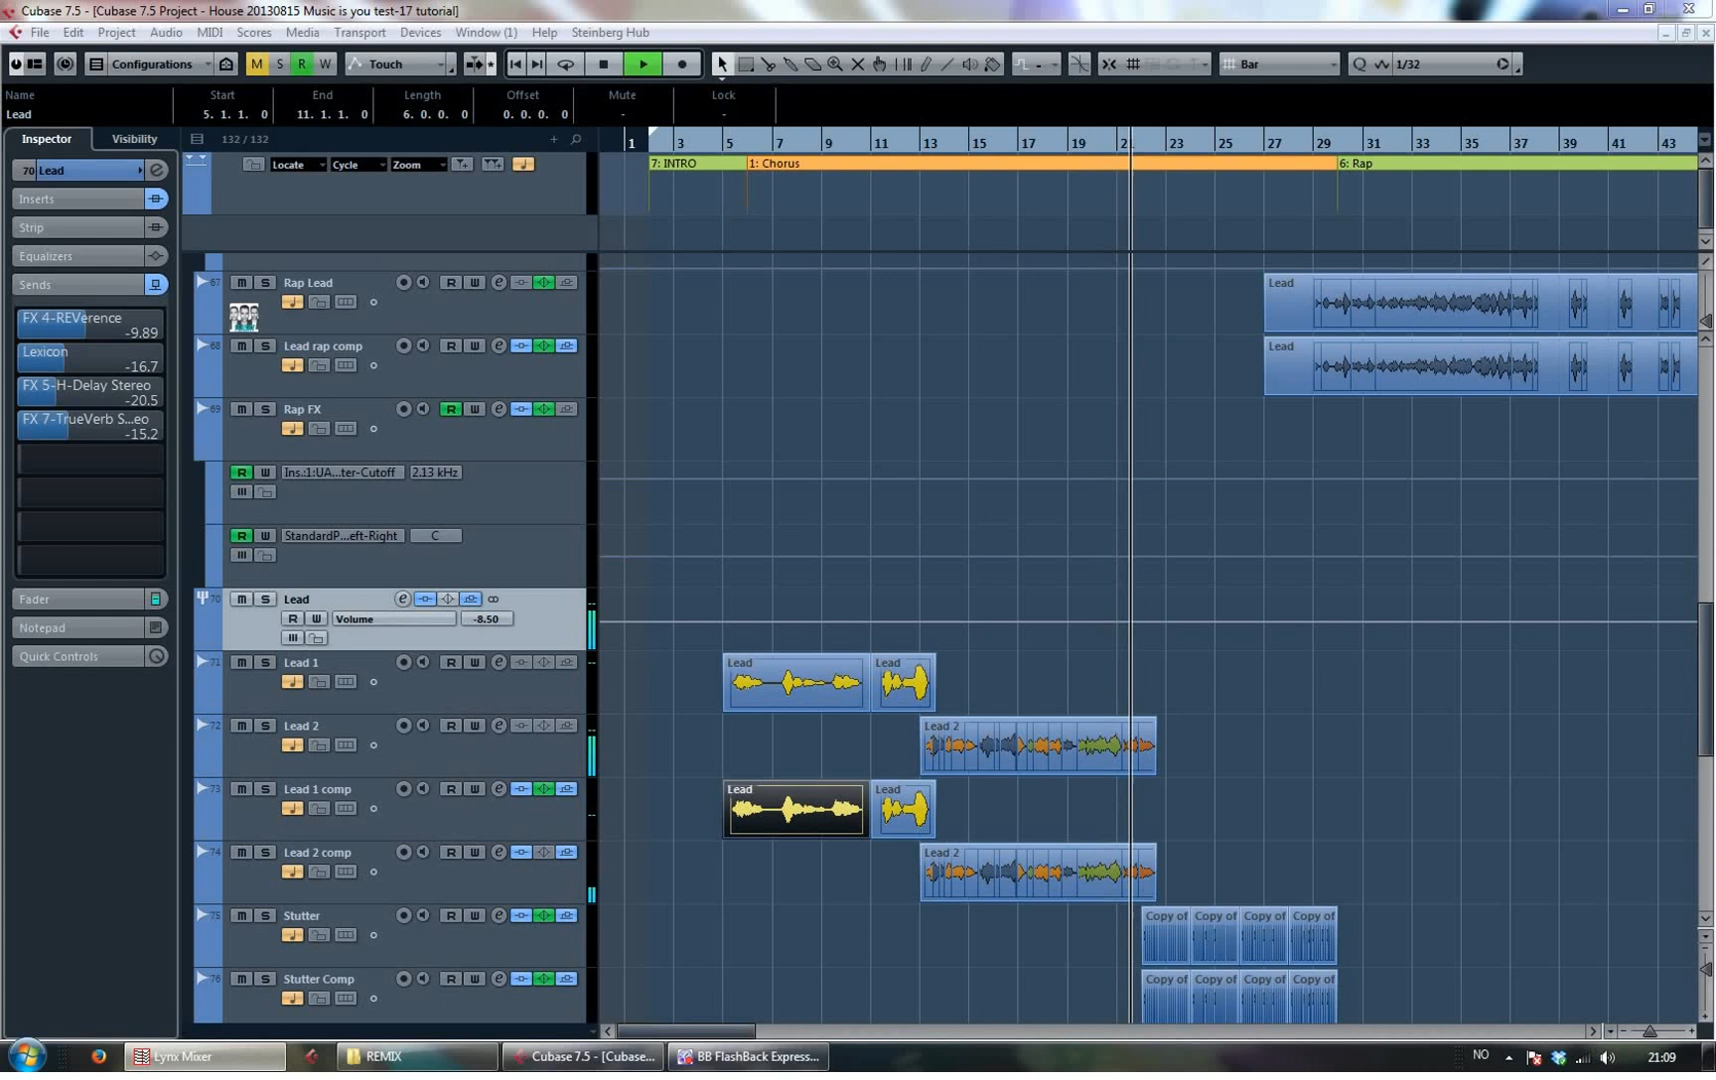 Cubase 7.5 - [Cubase 7.5 Project - House 20130815 Music is you test-17 tutorial]
File Edit Project Audio MIDI Scores Media Transport Devices Window (1) Help Steinberg Hub
M S R W Configurations Touch Bar Q 1/32
Name Start End Length Offset Mute Lock
Lead 5. 1. 1. 0 11. 1. 1. 0 6. 0. 0. 0 0. 0. 0. 0 - -
Inspector Visibility 132 / 132 1 3 5 7 9 11 13 15 17 19 21 23 25 27 29 31 33 35 37 39 41 43
70 Lead Locate Cycle Zoom 7: INTRO 1: Chorus 6: Rap
Inserts
Strip
Equalizers
Sends
FX 4-REVerence
-9.89
Lexicon
-16.7
FX 5-H-Delay Stereo
-20.5
FX 7-TrueVerb S...eo
-15.2
Fader
Notepad
Quick Controls
67 m S Rap Lead R W e Lead
68 m S Lead rap comp R W e Lead
69 m S Rap FX R W e
R W Ins.:1:UA...ter-Cutoff 2.13 kHz
R W StandardP...eft-Right C
70 m S Lead e
R W Volume -8.50
71 m S Lead 1 R W e Lead Lead
72 m S Lead 2 R W e Lead 2
73 m S Lead 1 comp R W e Lead Lead
74 m S Lead 2 comp R W e Lead 2
75 m S Stutter R W e Copy of Copy of Copy of Copy of
76 m S Stutter Comp R W e Copy of Copy of Copy of Copy of
Lynx Mixer REMIX Cubase 7.5 - [Cubase... BB FlashBack Express... NO 21:09